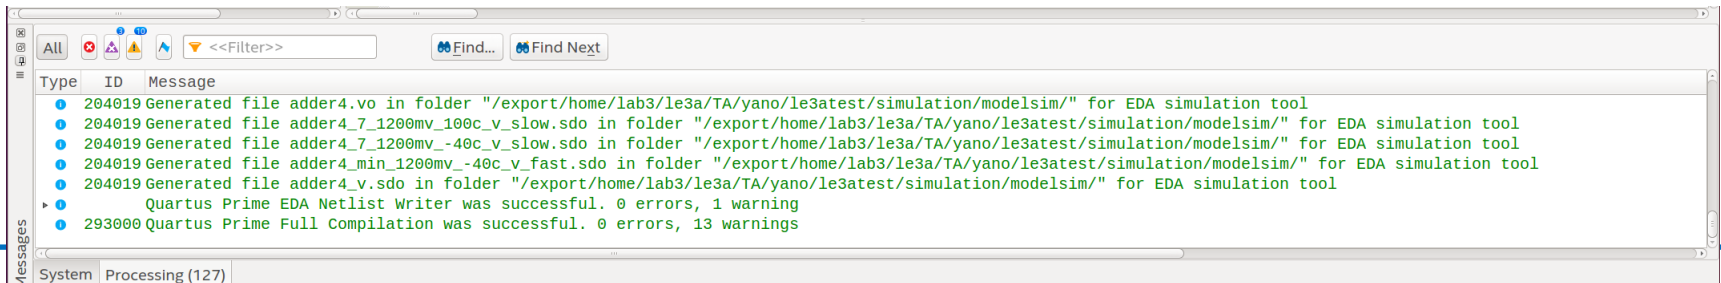 3 10
All <<Filter>> Find... Find Next
Type ID Message
204019 Generated file adder4.vo in folder "/export/home/lab3/le3a/TA/yano/le3atest/simulation/modelsim/" for EDA simulation tool
204019 Generated file adder4_7_1200mv_100c_v_slow.sdo in folder "/export/home/lab3/le3a/TA/yano/le3atest/simulation/modelsim/" for EDA simulation tool
204019 Generated file adder4_7_1200mv_-40c_v_slow.sdo in folder "/export/home/lab3/le3a/TA/yano/le3atest/simulation/modelsim/" for EDA simulation tool
204019 Generated file adder4_min_1200mv_-40c_v_fast.sdo in folder "/export/home/lab3/le3a/TA/yano/le3atest/simulation/modelsim/" for EDA simulation tool
204019 Generated file adder4_v.sdo in folder "/export/home/lab3/le3a/TA/yano/le3atest/simulation/modelsim/" for EDA simulation tool
Quartus Prime EDA Netlist Writer was successful. 0 errors, 1 warning
293000 Quartus Prime Full Compilation was successful. 0 errors, 13 warnings
Messages
System Processing (127)